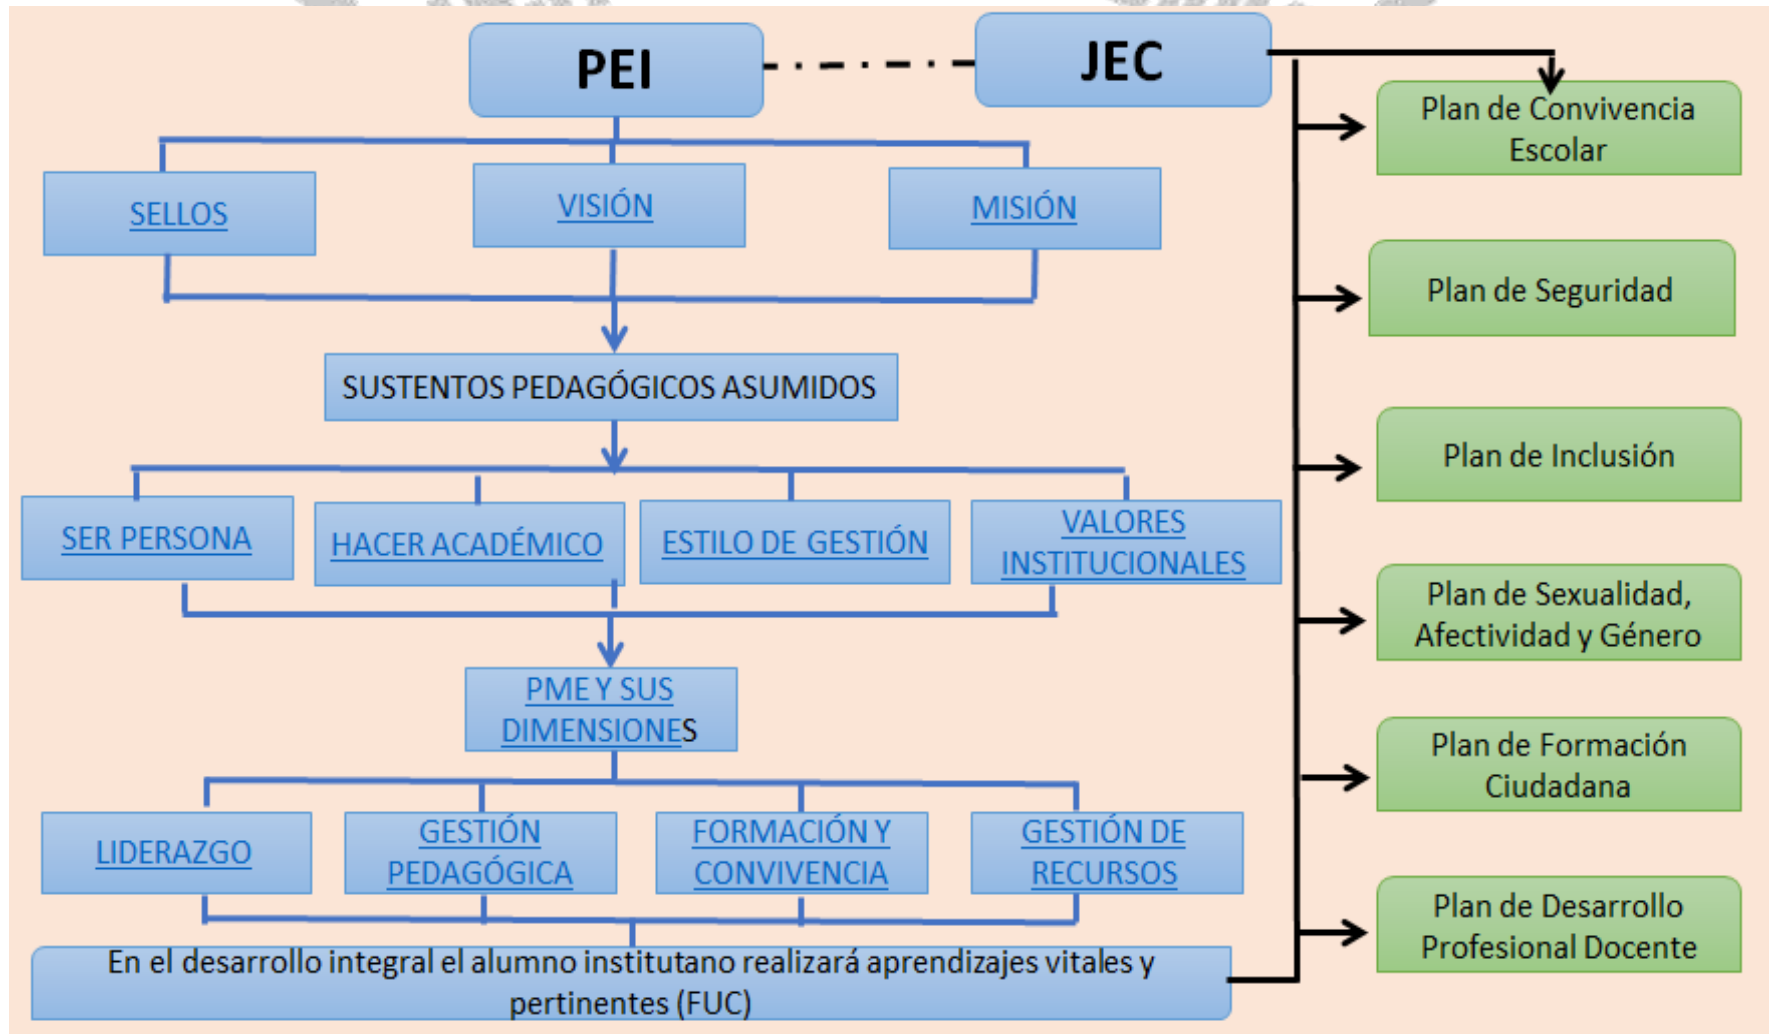 PEI
JEC
SELLOS
VISIÓN
MISIÓN
SUSTENTOS PEDAGÓGICOS ASUMIDOS
SER PERSONA
HACER ACADÉMICO
ESTILO DE GESTIÓN
VALORES
INSTITUCIONALES
PME Y SUS
DIMENSIONES
LIDERAZGO
GESTIÓN
PEDAGÓGICA
FORMACIÓN Y
CONVIVENCIA
GESTIÓN DE
RECURSOS
En el desarrollo integral el alumno institutano realizará aprendizajes vitales y
pertinentes (FUC)
Plan de Convivencia
Escolar
Plan de Seguridad
Plan de Inclusión
Plan de Sexualidad,
Afectividad y Género
Plan de Formación
Ciudadana
Plan de Desarrollo
Profesional Docente